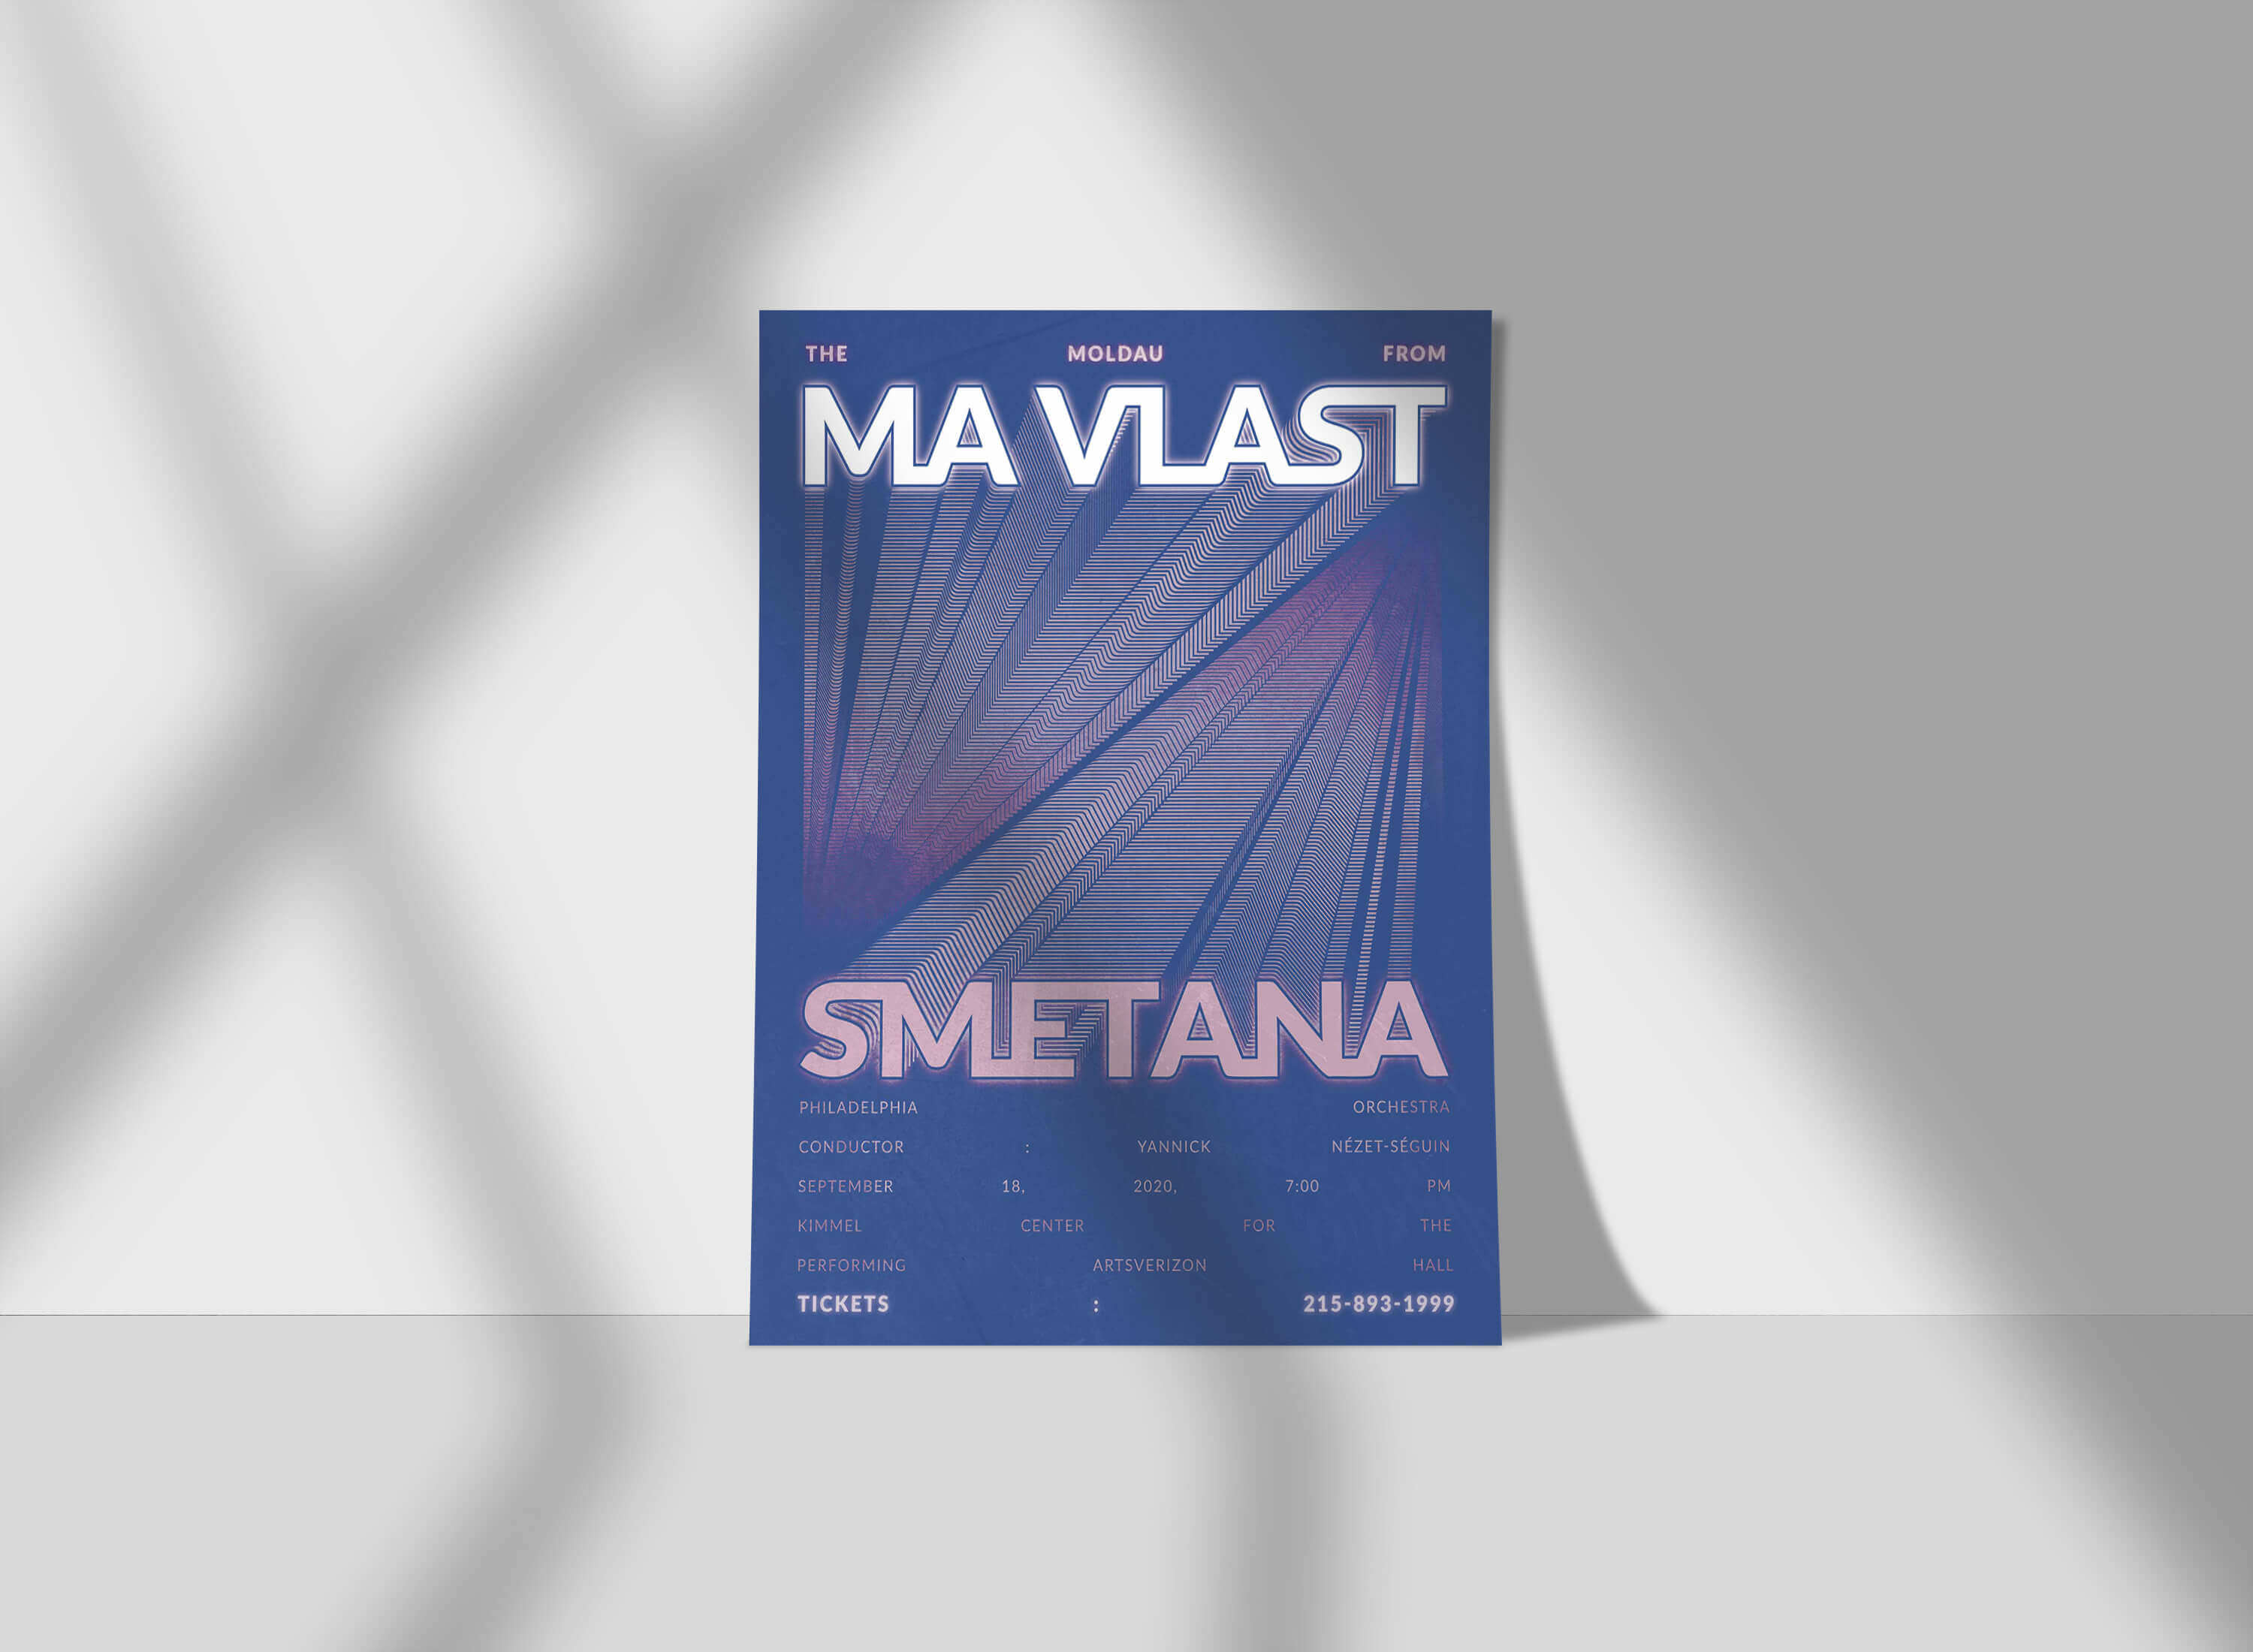 THE MOLDAU FROM
MA VLAST
SMETANA
PHILADELPHIA ORCHESTRA
CONDUCTOR : YANNICK NÉZET-SÉGUIN
SEPTEMBER 18, 2020, 7:00 PM
KIMMEL CENTER FOR THE
PERFORMING ARTSVERIZON HALL
TICKETS : 215-893-1999